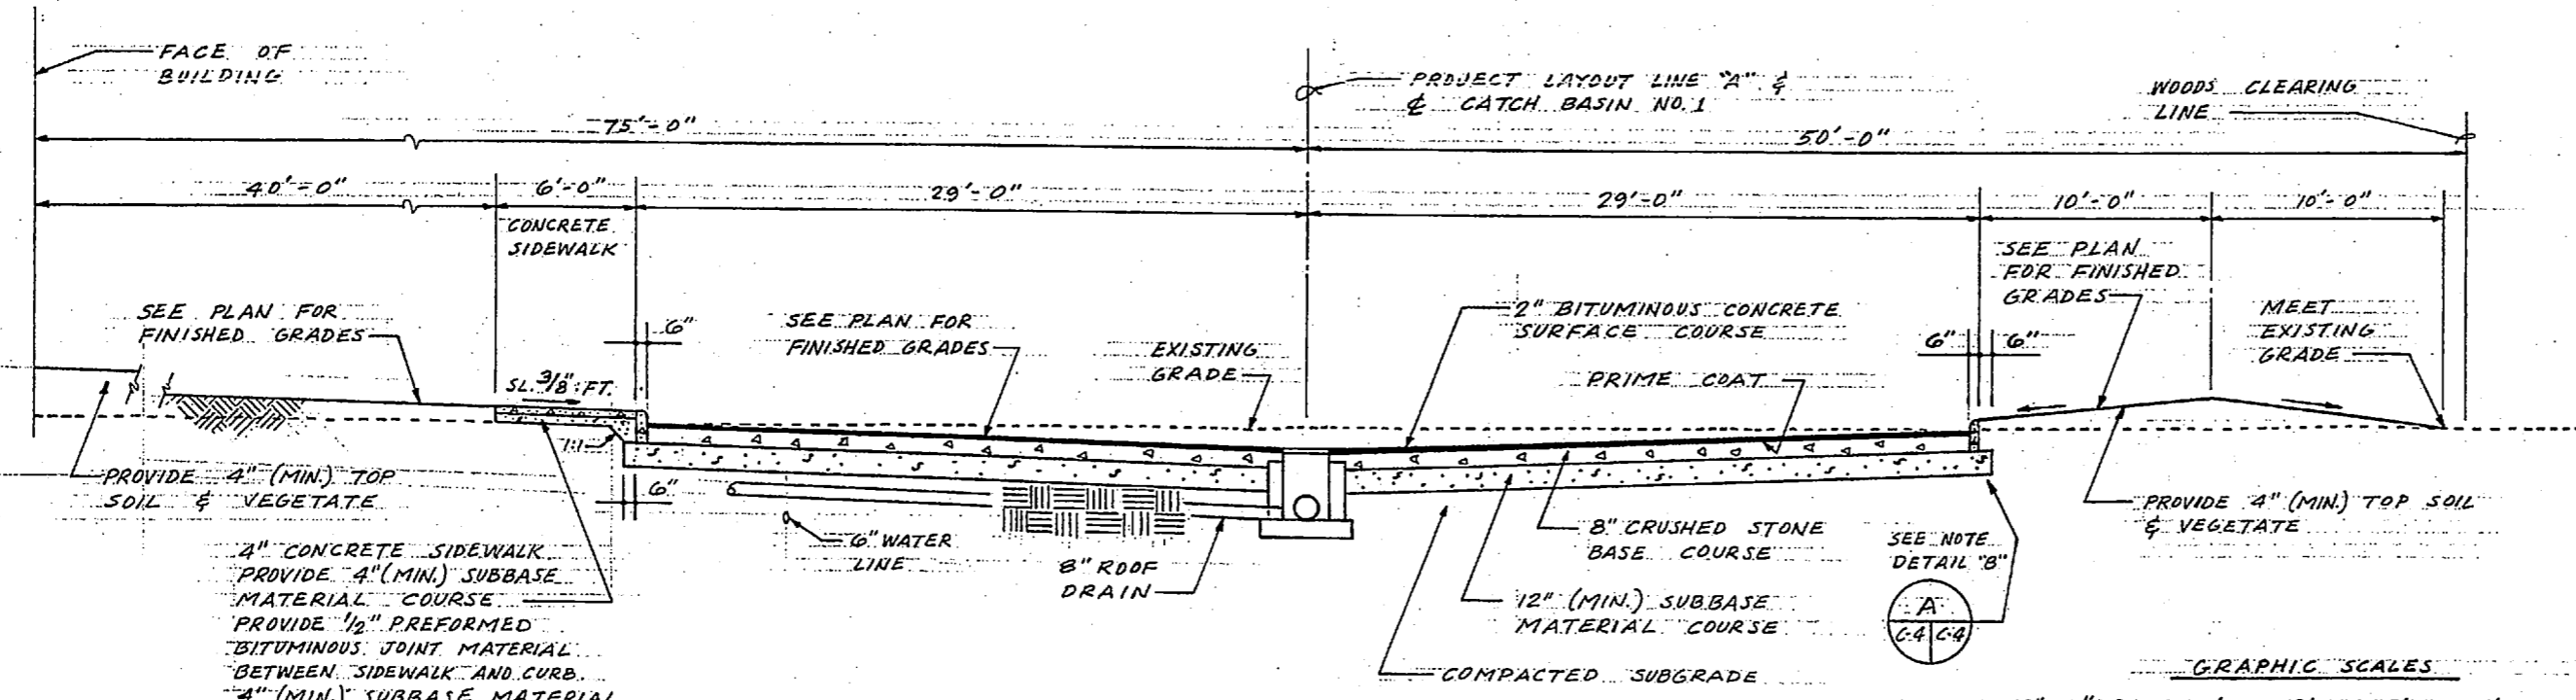 FACE OF
BUILDING
PROJECT LAYOUT LINE "A" &
℄ CATCH BASIN NO. 1
WOODS CLEARING
LINE
75'-0"
50'-0"
40'-0"
6'-0"
29'-0"
29'-0"
10'-0"
10'-0"
CONCRETE
SIDEWALK
SEE PLAN FOR
FINISHED GRADES
SL. 3/8": FT.
6"
SEE PLAN FOR
FINISHED GRADES
EXISTING
GRADE
2" BITUMINOUS CONCRETE
SURFACE COURSE
PRIME COAT
SEE PLAN
FOR FINISHED
GRADES
6"
6"
MEET
EXISTING
GRADE
1:1
PROVIDE 4" (MIN.) TOP
SOIL & VEGETATE
6"
6" WATER
LINE
8" ROOF
DRAIN
8" CRUSHED STONE
BASE COURSE
12" (MIN.) SUBBASE
MATERIAL COURSE
COMPACTED SUBGRADE
SEE NOTE
DETAIL "B"
A
C-4 C-4
PROVIDE 4" (MIN.) TOP SOIL
& VEGETATE
4" CONCRETE SIDEWALK
PROVIDE 4" (MIN.) SUBBASE
MATERIAL COURSE
PROVIDE 1/2" PREFORMED
BITUMINOUS JOINT MATERIAL
BETWEEN SIDEWALK AND CURB.
4" (MIN.) SUBBASE MATERIAL
GRAPHIC SCALES